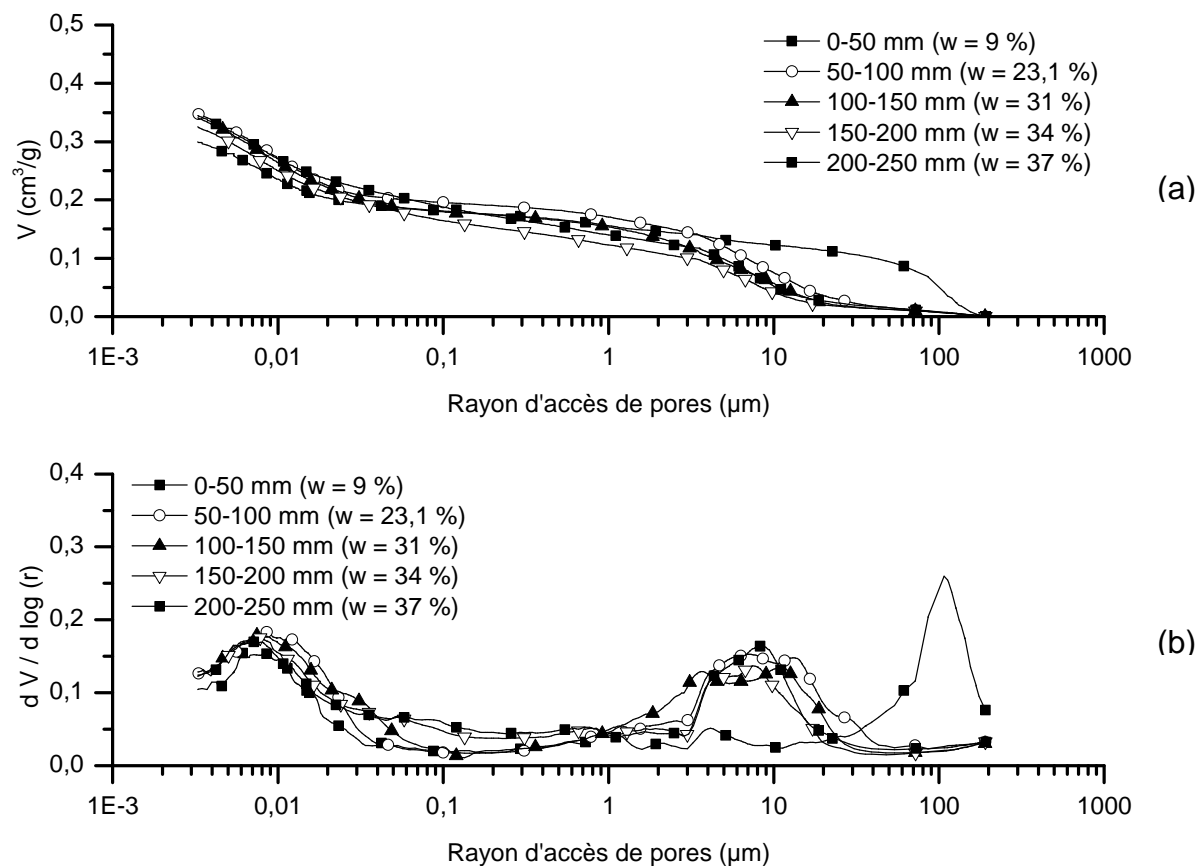 0,5
0,4
0,3
0,2
0,1
0,0
V (cm³/g)
0-50 mm (w = 9 %)
50-100 mm (w = 23,1 %)
100-150 mm (w = 31 %)
150-200 mm (w = 34 %)
200-250 mm (w = 37 %)
(a)
1E-3 0,01 0,1 1 10 100 1000
Rayon d'accès de pores (µm)
0,4
0,3
0,2
0,1
0,0
d V / d log (r)
0-50 mm (w = 9 %)
50-100 mm (w = 23,1 %)
100-150 mm (w = 31 %)
150-200 mm (w = 34 %)
200-250 mm (w = 37 %)
(b)
1E-3 0,01 0,1 1 10 100 1000
Rayon d'accès de pores (µm)